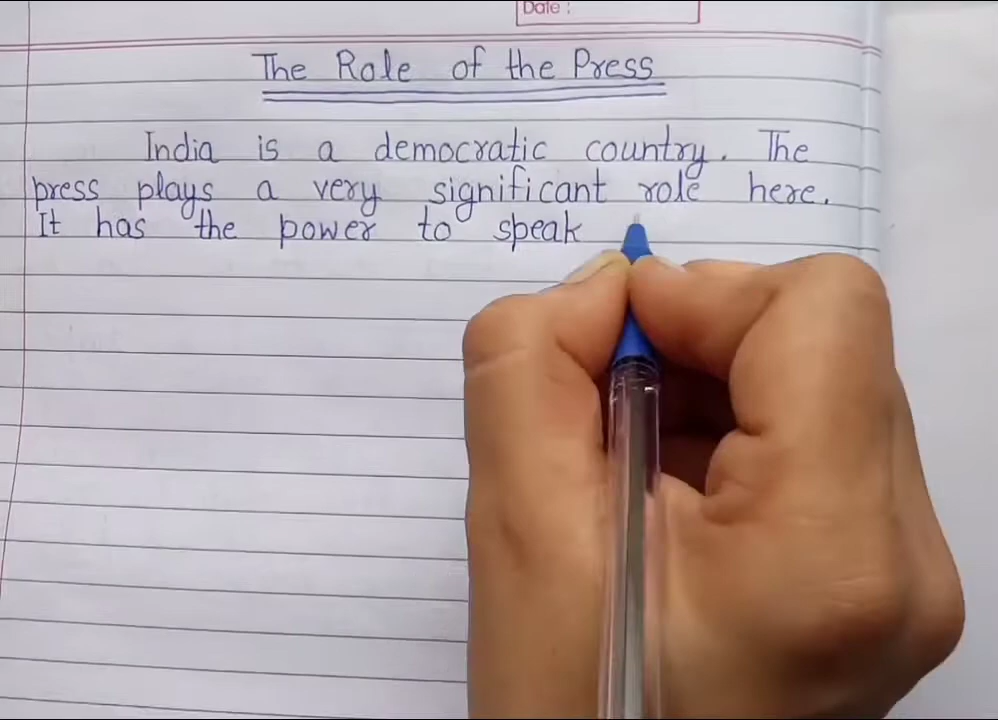 Date :
The Role of the Press
India is a democratic country. The
press plays a very significant role here.
It has the power to speak